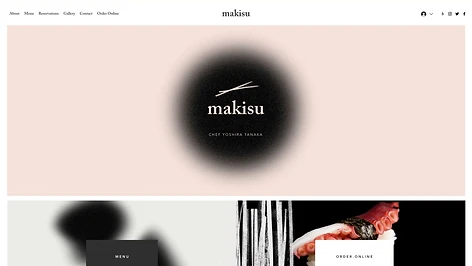 About Menu Reservations Gallery Contact Order Online
makisu
makisu
CHEF YOSHIRA TANAKA
MENU
ORDER ONLINE